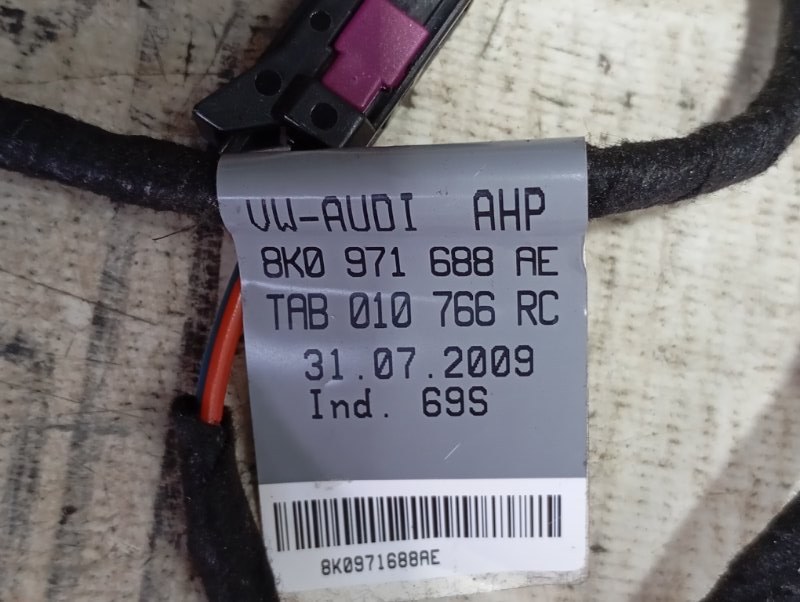 VW-AUDI AHP
8K0 971 688 AE
TAB 010 766 RC
31.07.2009
Ind. 69S
8K0971688AE